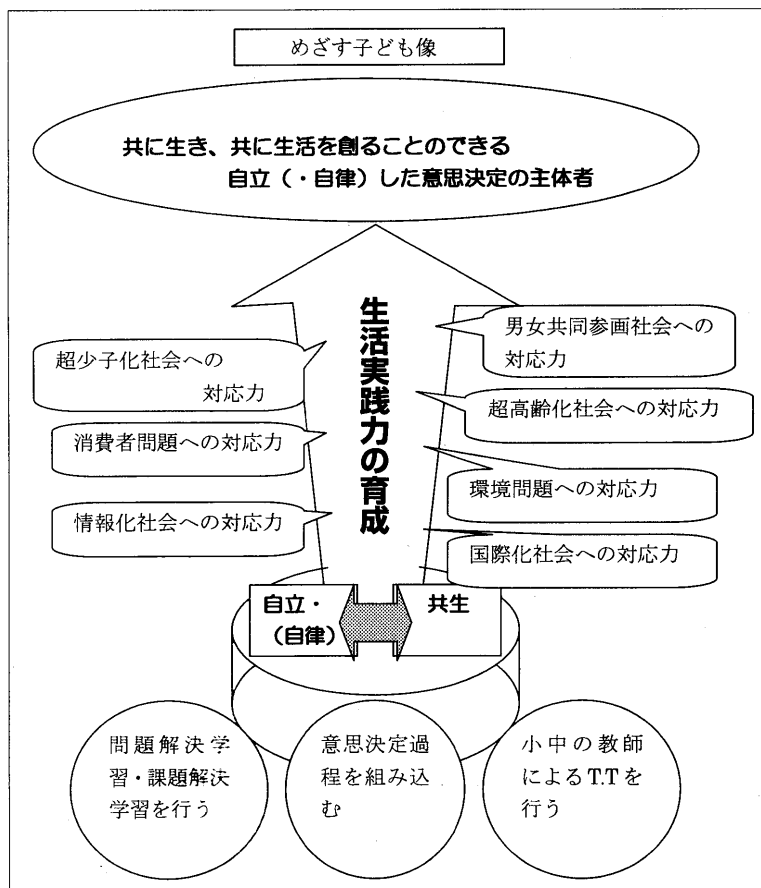 めざす子ども像
共に生き、共に生活を創ることのできる
自立（・自律）した意思決定の主体者
生活実践力の育成
超少子化社会への
対応力
消費者問題への対応力
情報化社会への対応力
男女共同参画社会への
対応力
超高齢化社会への対応力
環境問題への対応力
国際化社会への対応力
自立・
（自律）
共生
問題解決学
習・課題解決
学習を行う
意思決定過
程を組み込
む
小中の教師
によるT.Tを
行う